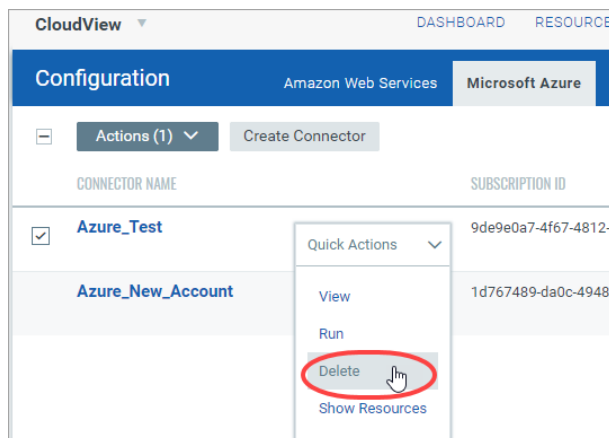 CloudView DASHBOARD RESOURCE
Configuration Amazon Web Services Microsoft Azure
Actions (1) Create Connector
CONNECTOR NAME SUBSCRIPTION ID
Azure_Test 9de9e0a7-4f67-4812-
Quick Actions
Azure_New_Account 1d767489-da0c-4948
View
Run
Delete
Show Resources